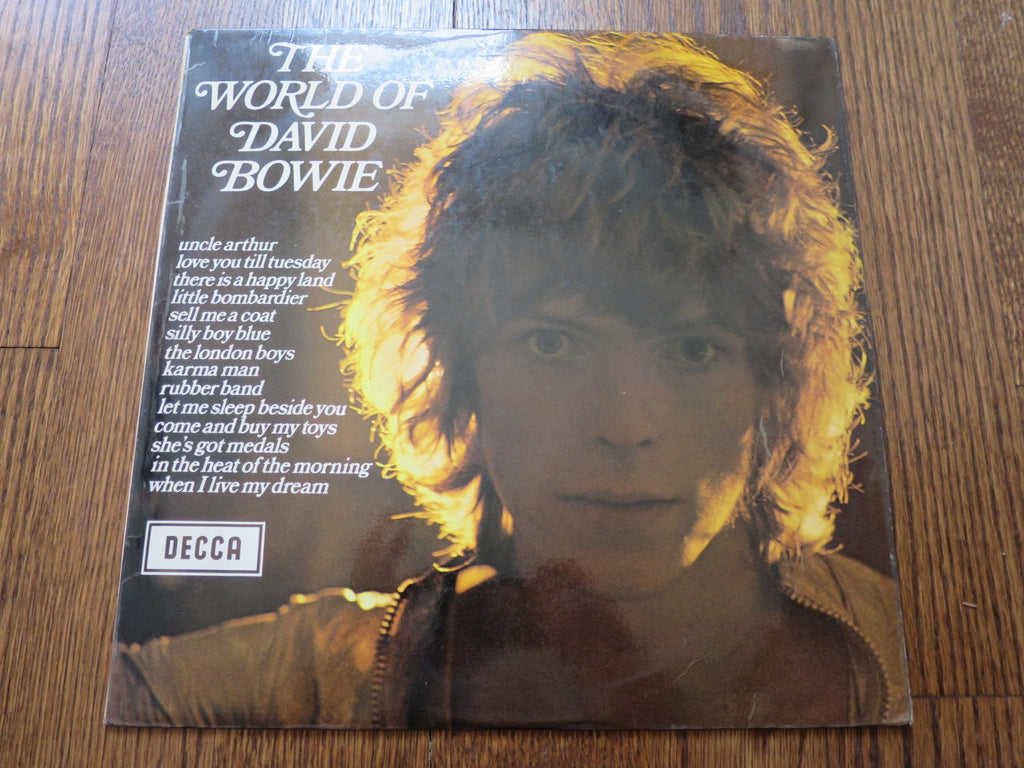 THE
WORLD OF
DAVID
BOWIE
uncle arthur
love you till tuesday
there is a happy land
little bombardier
sell me a coat
silly boy blue
the london boys
karma man
rubber band
let me sleep beside you
come and buy my toys
she's got medals
in the heat of the morning
when I live my dream
DECCA